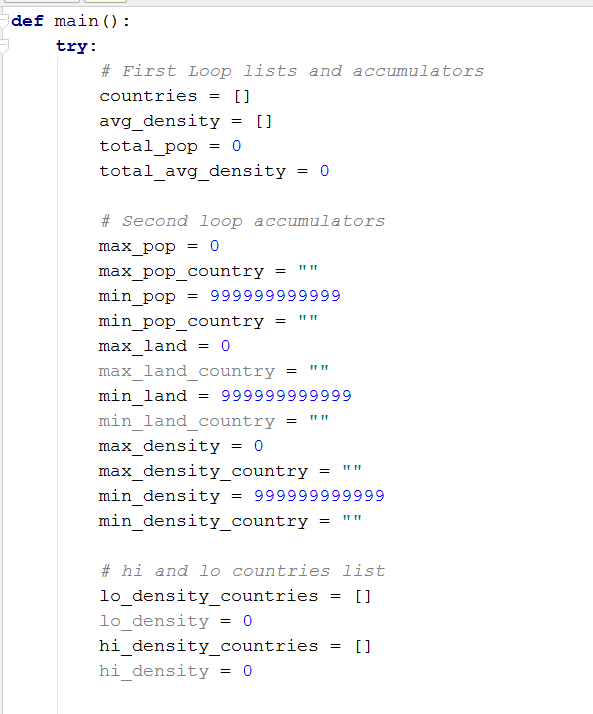 def main():
    try:
        # First Loop lists and accumulators
        countries = []
        avg_density = []
        total_pop = 0
        total_avg_density = 0

        # Second loop accumulators
        max_pop = 0
        max_pop_country = ""
        min_pop = 999999999999
        min_pop_country = ""
        max_land = 0
        max_land_country = ""
        min_land = 999999999999
        min_land_country = ""
        max_density = 0
        max_density_country = ""
        min_density = 999999999999
        min_density_country = ""

        # hi and lo countries list
        lo_density_countries = []
        lo_density = 0
        hi_density_countries = []
        hi_density = 0